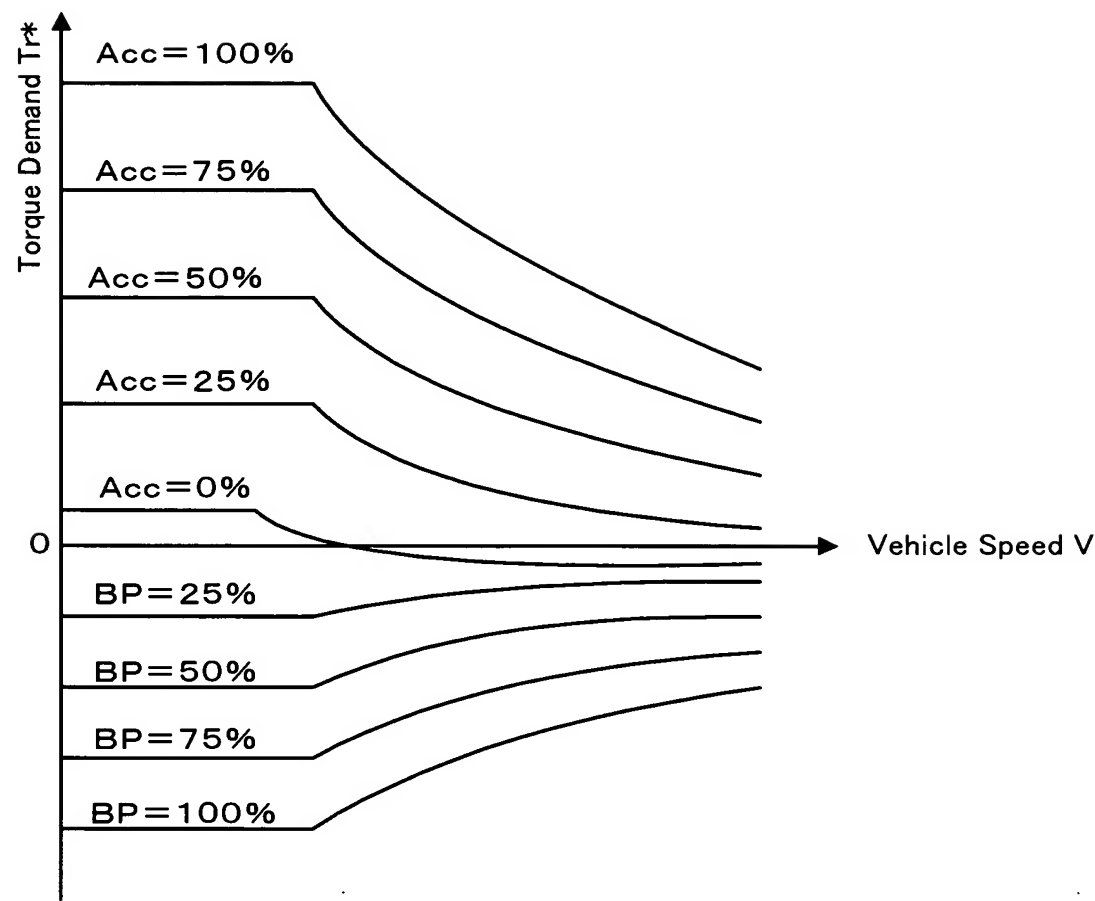 Torque Demand Tr*
Acc=100%
Acc=75%
Acc=50%
Acc=25%
Acc=0%
0
Vehicle Speed V
BP=25%
BP=50%
BP=75%
BP=100%